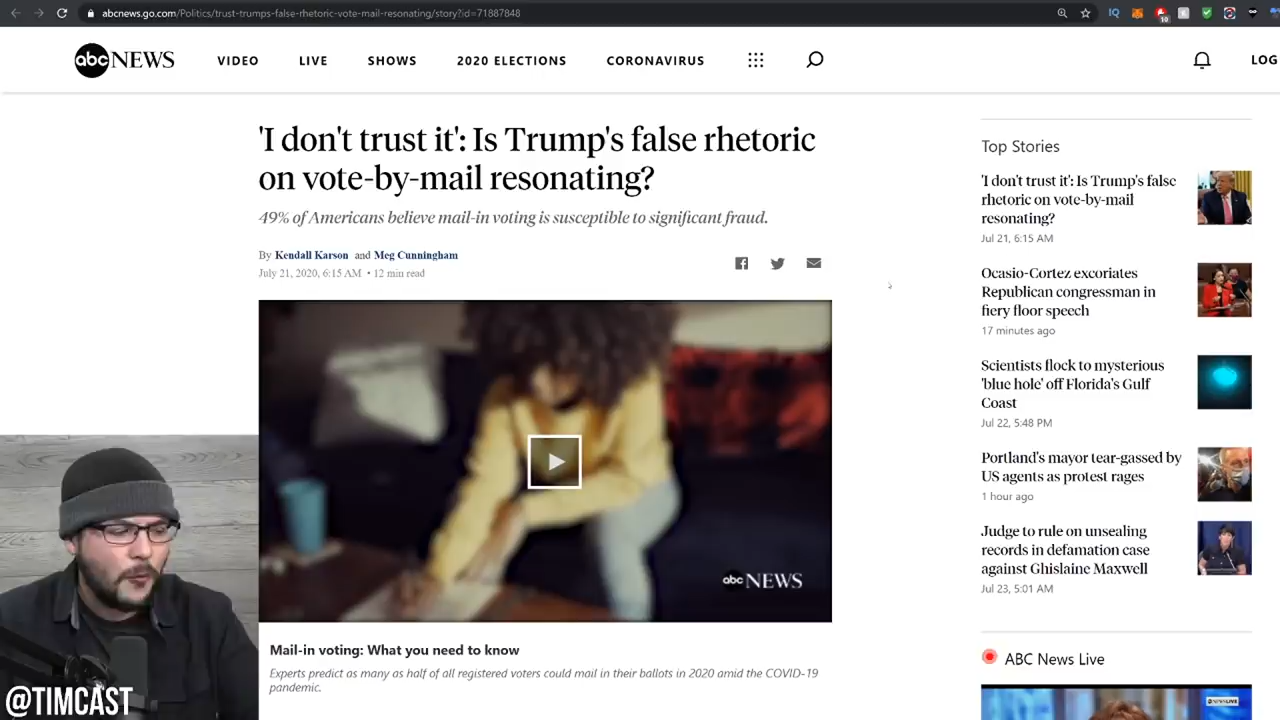 abcnews.go.com/Politics/trust-trumps-false-rhetoric-vote-mail-resonating/story?id=71887848
abc NEWS
VIDEO
LIVE
SHOWS
2020 ELECTIONS
CORONAVIRUS
LOG
'I don't trust it': Is Trump's false rhetoric
on vote-by-mail resonating?
49% of Americans believe mail-in voting is susceptible to significant fraud.
By Kendall Karson and Meg Cunningham
July 21, 2020, 6:15 AM • 12 min read
abc NEWS
Mail-in voting: What you need to know
Experts predict as many as half of all registered voters could mail in their ballots in 2020 amid the COVID-19
pandemic.
Top Stories
'I don't trust it': Is Trump's false
rhetoric on vote-by-mail
resonating?
Jul 21, 6:15 AM
Ocasio-Cortez excoriates
Republican congressman in
fiery floor speech
17 minutes ago
Scientists flock to mysterious
'blue hole' off Florida's Gulf
Coast
Jul 22, 5:48 PM
Portland's mayor tear-gassed by
US agents as protest rages
1 hour ago
Judge to rule on unsealing
records in defamation case
against Ghislaine Maxwell
Jul 23, 5:01 AM
ABC News Live
abc NEWS LIVE
@TIMCAST